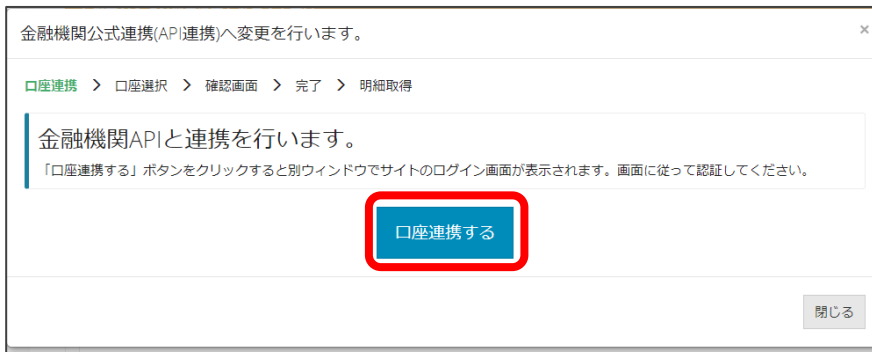 金融機関公式連携(API連携)へ変更を行います。
×
口座連携 > 口座選択 > 確認画面 > 完了 > 明細取得
金融機関APIと連携を行います。
「口座連携する」ボタンをクリックすると別ウィンドウでサイトのログイン画面が表示されます。画面に従って認証してください。
口座連携する
閉じる